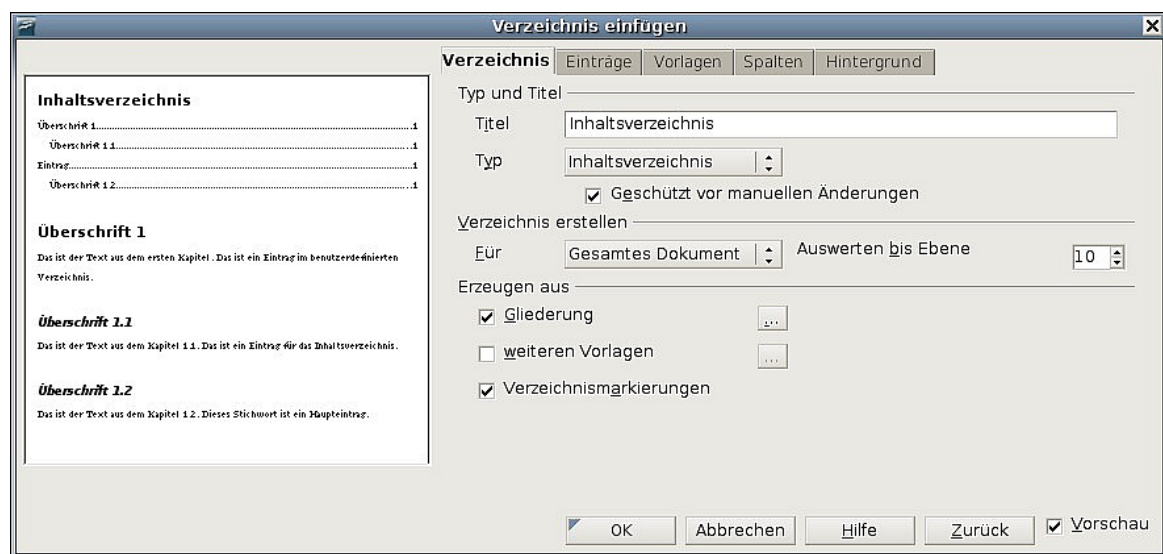 Verzeichnis einfügen
Verzeichnis Einträge Vorlagen Spalten Hintergrund
Inhaltsverzeichnis
Überschrift 1..........1
Überschrift 1.1..........1
Eintrag..........1
Überschrift 1.2..........1
Überschrift 1
Das ist der Text aus dem ersten Kapitel. Das ist ein Eintrag im benutzerdefinierten
Verzeichnis.
Überschrift 1.1
Das ist der Text aus dem Kapitel 1.1. Das ist ein Eintrag für das Inhaltsverzeichnis.
Überschrift 1.2
Das ist der Text aus dem Kapitel 1.2. Dieses Stichwort ist ein Haupteintrag.
Typ und Titel
Titel Inhaltsverzeichnis
Typ Inhaltsverzeichnis
Geschützt vor manuellen Änderungen
Verzeichnis erstellen
Für Gesamtes Dokument Auswerten bis Ebene 10
Erzeugen aus
Gliederung ...
weiteren Vorlagen ...
Verzeichnismarkierungen
OK Abbrechen Hilfe Zurück Vorschau